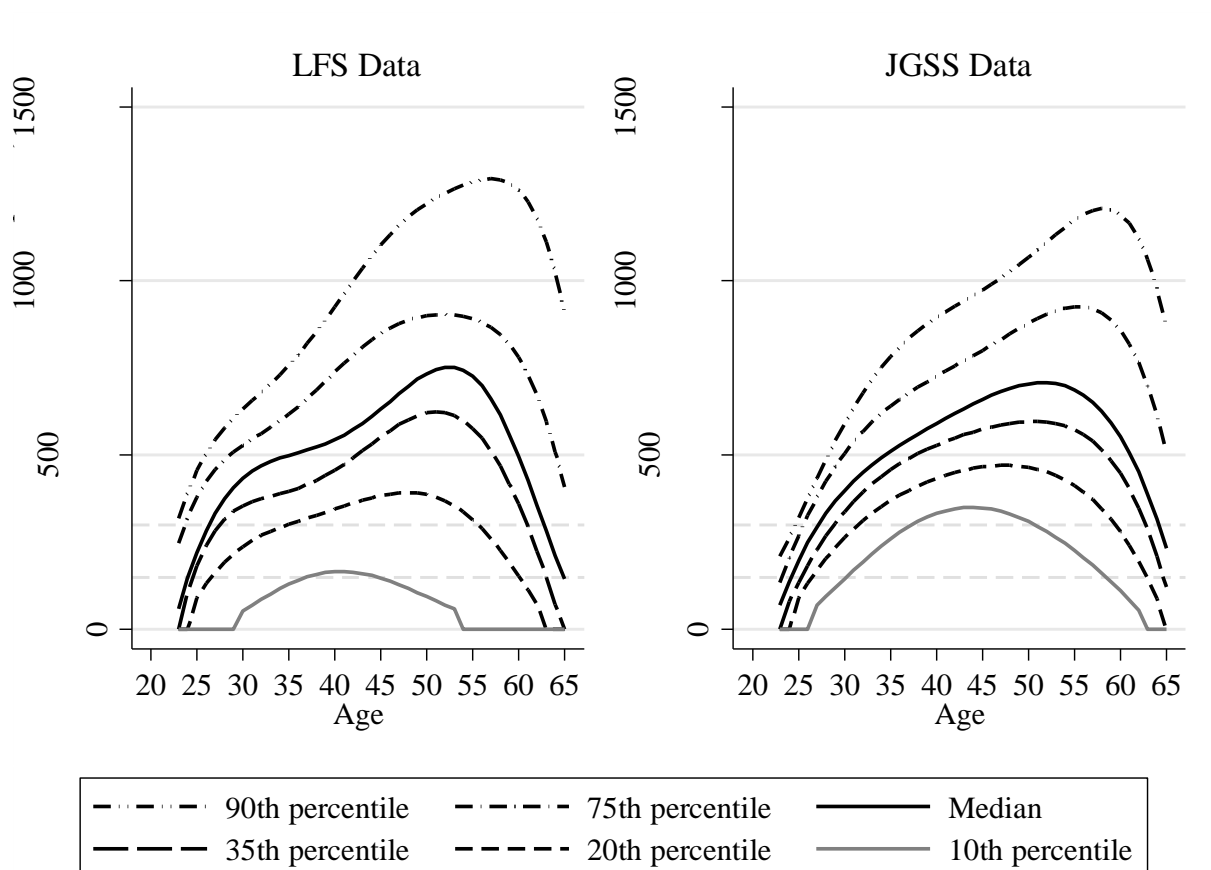 LFS Data
JGSS Data
1500
1000
500
0
20 25 30 35 40 45 50 55 60 65
Age
1500
1000
500
0
20 25 30 35 40 45 50 55 60 65
Age
90th percentile
75th percentile
Median
35th percentile
20th percentile
10th percentile